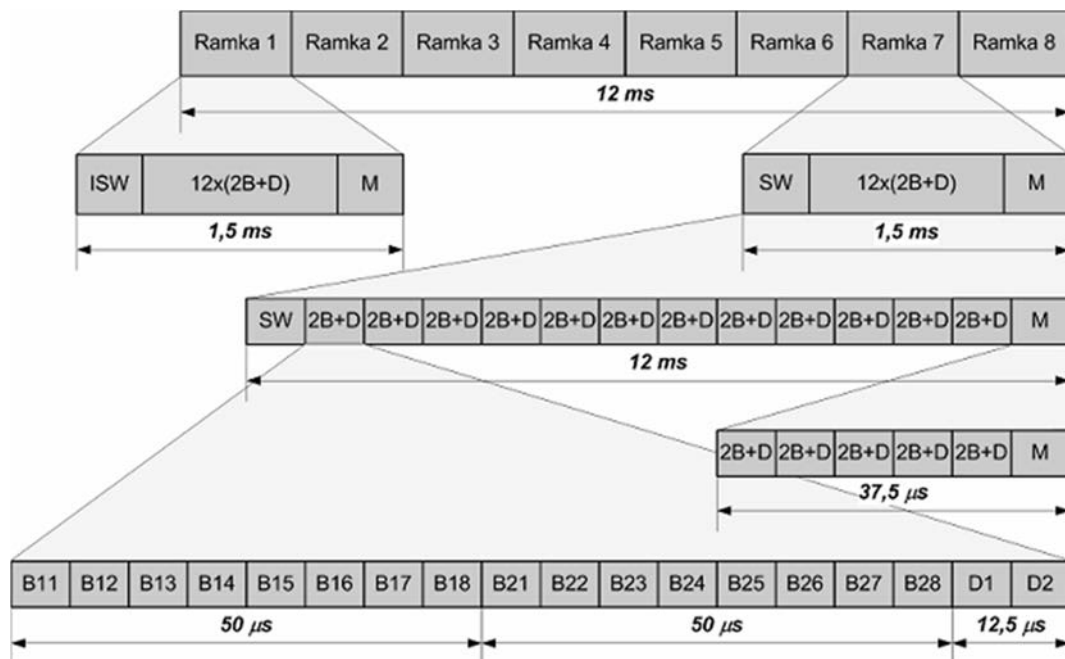 Ramka 1 Ramka 2 Ramka 3 Ramka 4 Ramka 5 Ramka 6 Ramka 7 Ramka 8
12 ms
ISW 12x(2B+D) M
SW 12x(2B+D) M
1,5 ms
1,5 ms
SW 2B+D 2B+D 2B+D 2B+D 2B+D 2B+D 2B+D 2B+D 2B+D 2B+D 2B+D 2B+D M
12 ms
2B+D 2B+D 2B+D 2B+D 2B+D M
37,5 μs
B11 B12 B13 B14 B15 B16 B17 B18 B21 B22 B23 B24 B25 B26 B27 B28 D1 D2
50 μs 50 μs 12,5 μs